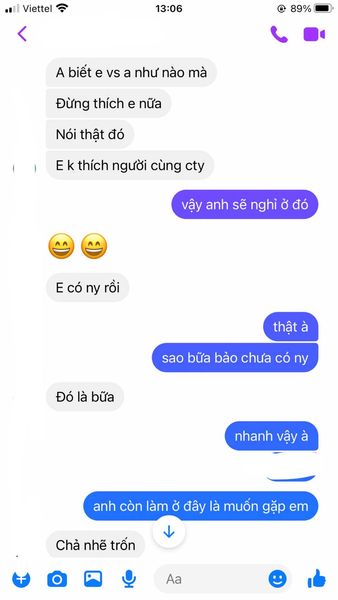 Viettel 13:06 89%
A biết e vs a như nào mà
Đừng thích e nữa
Nói thật đó
E k thích người cùng cty
vậy anh sẽ nghỉ ở đó
E có ny rồi
thật à
sao bữa bảo chưa có ny
Đó là bữa
nhanh vậy à
anh còn làm ở đây là muốn gặp em
Chả nhẽ trốn
Aa